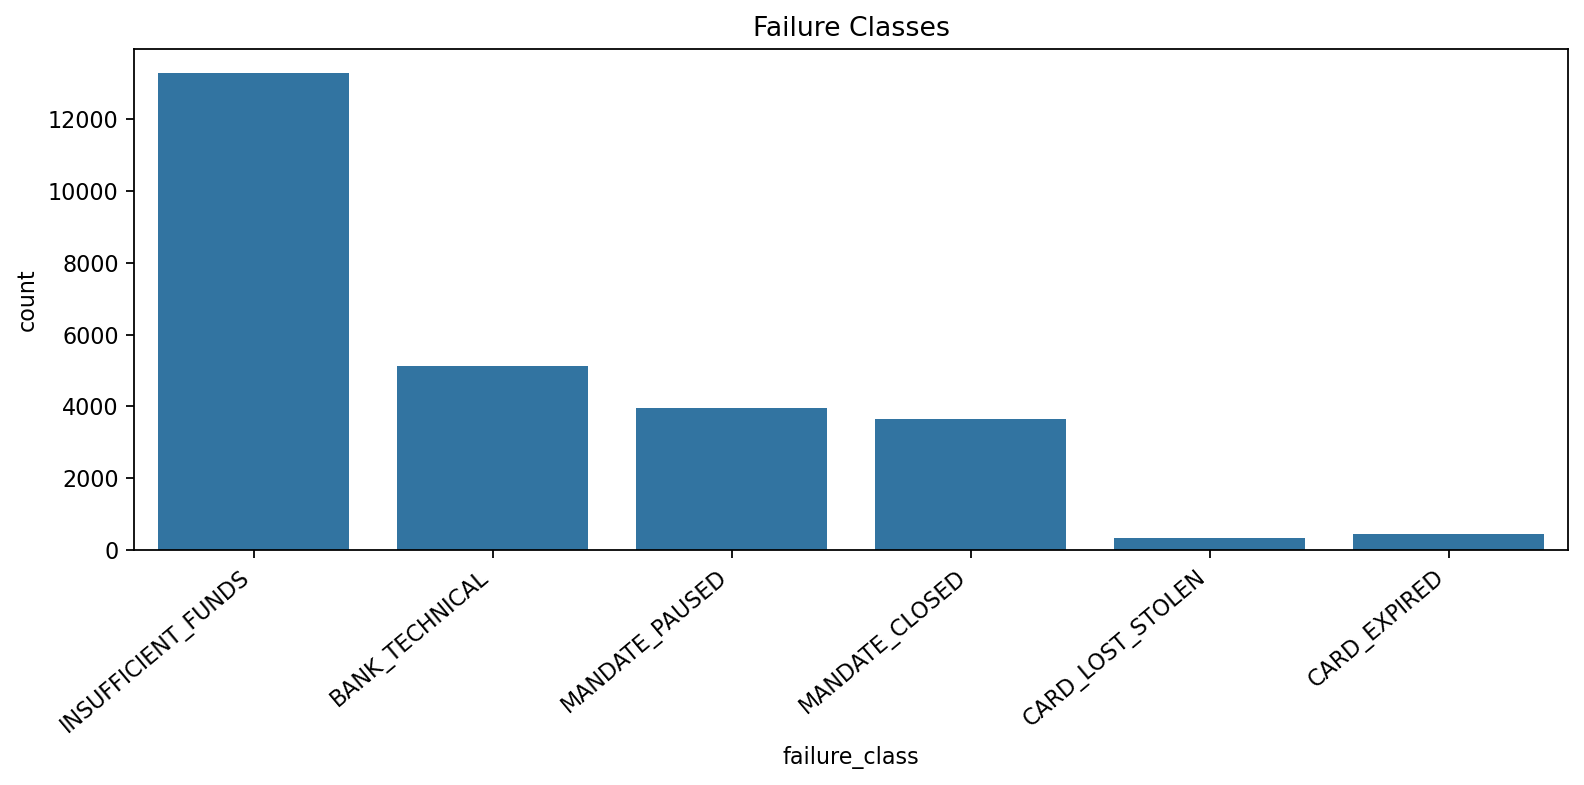 Failure Classes
12000
10000
8000
6000
4000
2000
0
count
INSUFFICIENT_FUNDS
BANK_TECHNICAL
MANDATE_PAUSED
MANDATE_CLOSED
CARD_LOST_STOLEN
CARD_EXPIRED
failure_class